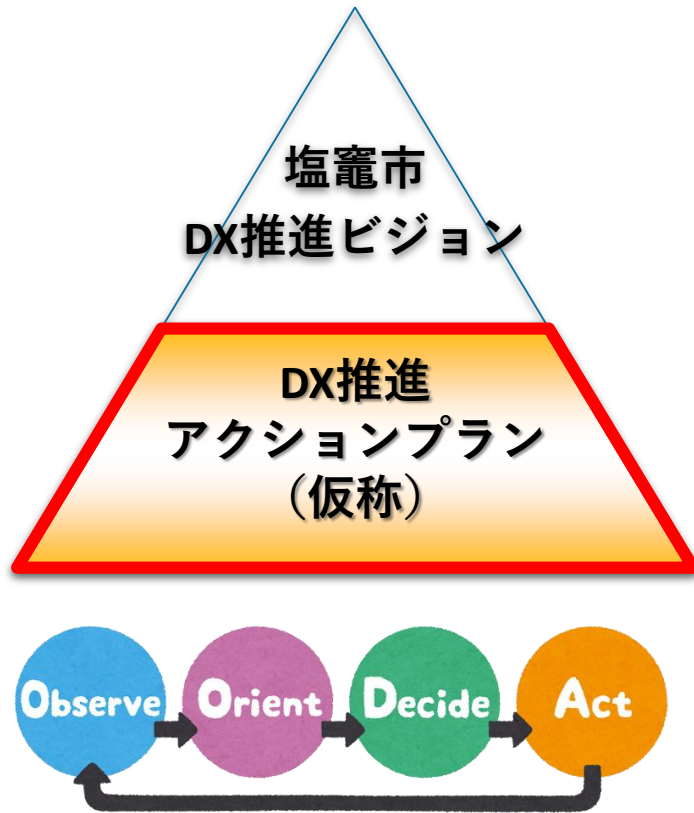 塩竈市
DX推進ビジョン
DX推進
アクションプラン
（仮称）
Observe
Orient
Decide
Act